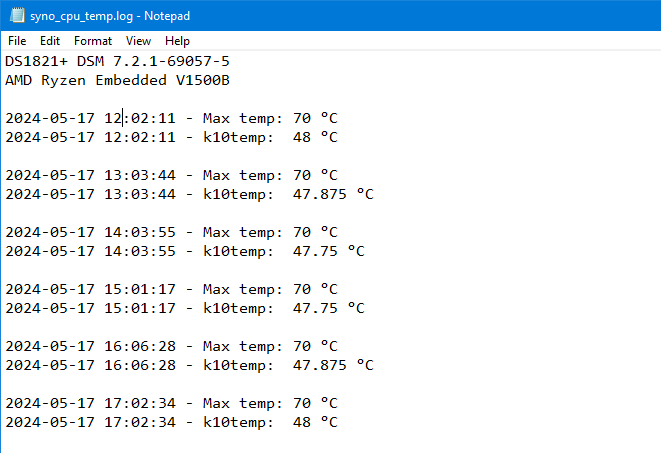 syno_cpu_temp.log - Notepad
File Edit Format View Help
DS1821+ DSM 7.2.1-69057-5
AMD Ryzen Embedded V1500B
2024-05-17 12:02:11 - Max temp: 70 °C
2024-05-17 12:02:11 - k10temp:  48 °C
2024-05-17 13:03:44 - Max temp: 70 °C
2024-05-17 13:03:44 - k10temp:  47.875 °C
2024-05-17 14:03:55 - Max temp: 70 °C
2024-05-17 14:03:55 - k10temp:  47.75 °C
2024-05-17 15:01:17 - Max temp: 70 °C
2024-05-17 15:01:17 - k10temp:  47.75 °C
2024-05-17 16:06:28 - Max temp: 70 °C
2024-05-17 16:06:28 - k10temp:  47.875 °C
2024-05-17 17:02:34 - Max temp: 70 °C
2024-05-17 17:02:34 - k10temp:  48 °C